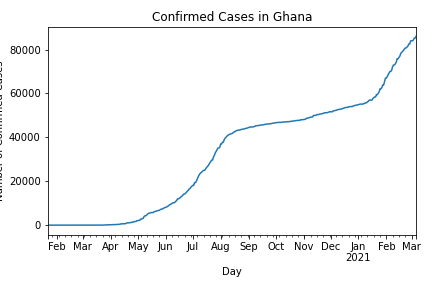 Confirmed Cases in Ghana
80000
60000
40000
20000
0
Number of Confirmed Cases
Feb Mar Apr May Jun Jul Aug Sep Oct Nov Dec Jan Feb Mar
2021
Day